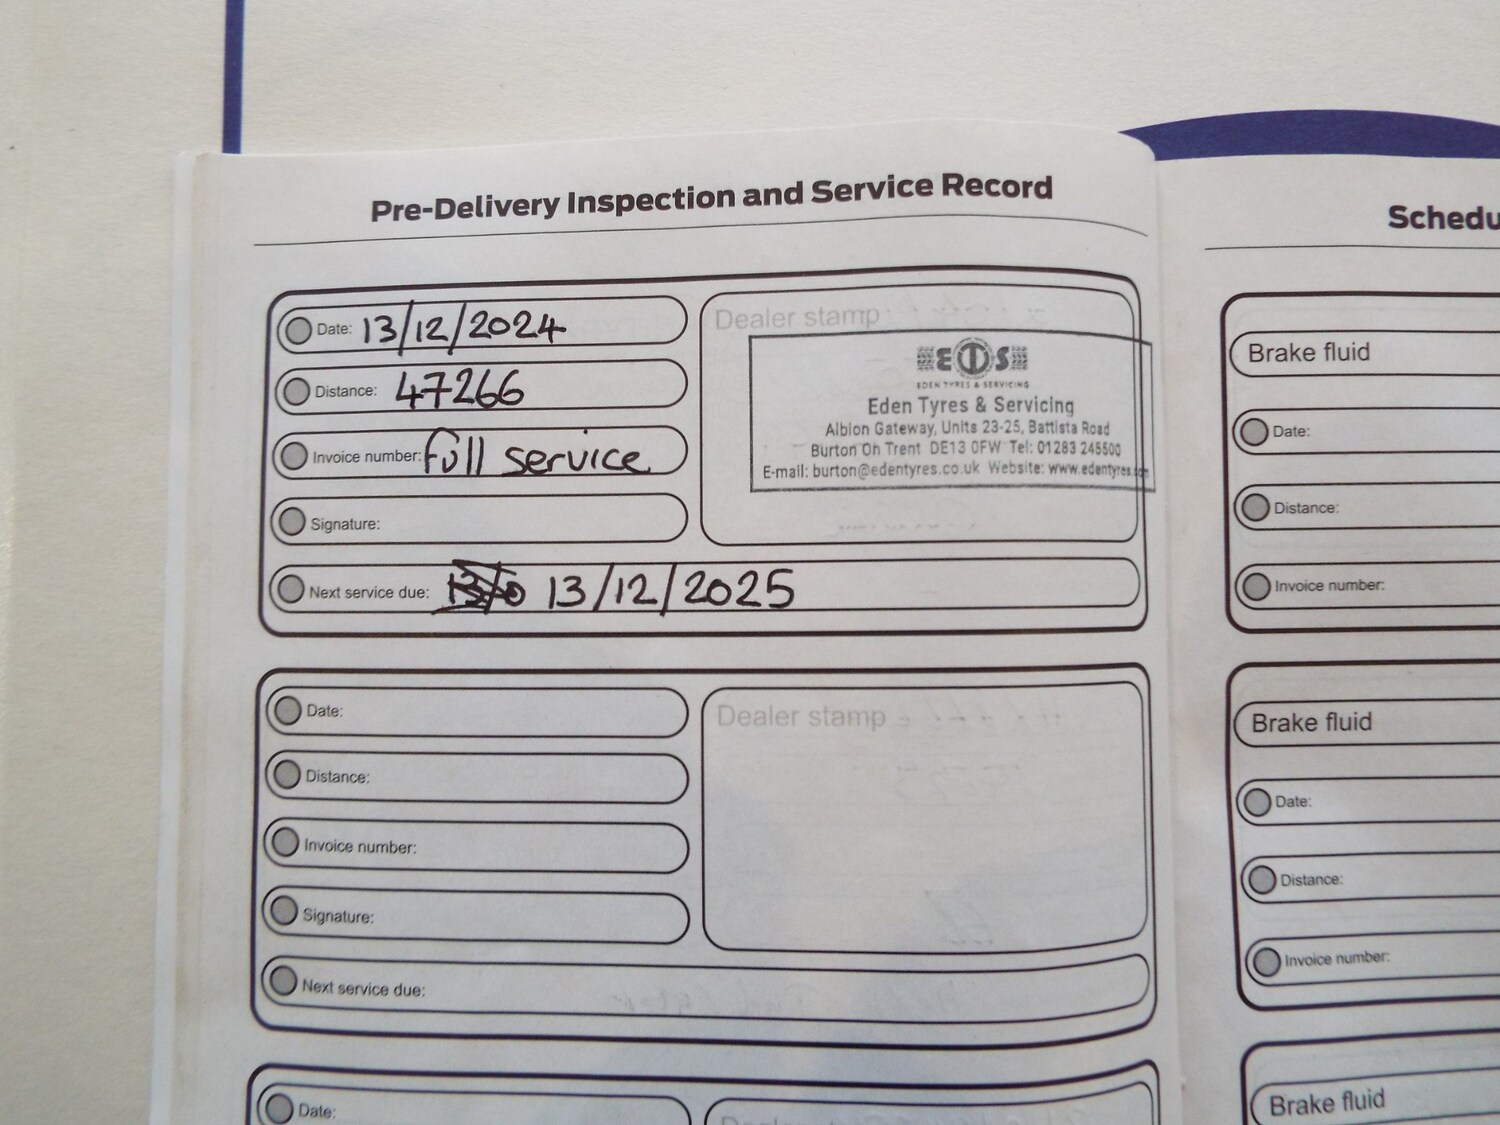 Pre-Delivery Inspection and Service Record
Date: 13/12/2024
Distance: 47266
Invoice number: full service
Signature:
Next service due: 13/12/2025
Dealer stamp
ETS
EDEN TYRES & SERVICING
Eden Tyres & Servicing
Albion Gateway, Units 23-25, Battista Road
Burton On Trent DE13 0FW Tel: 01283 245500
E-mail: burton@edentyres.co.uk Website: www.edentyres.com
Date:
Distance:
Invoice number:
Signature:
Next service due:
Dealer stamp
Date:
Schedu
Brake fluid
Date:
Distance:
Invoice number:
Brake fluid
Date:
Distance:
Invoice number:
Brake fluid